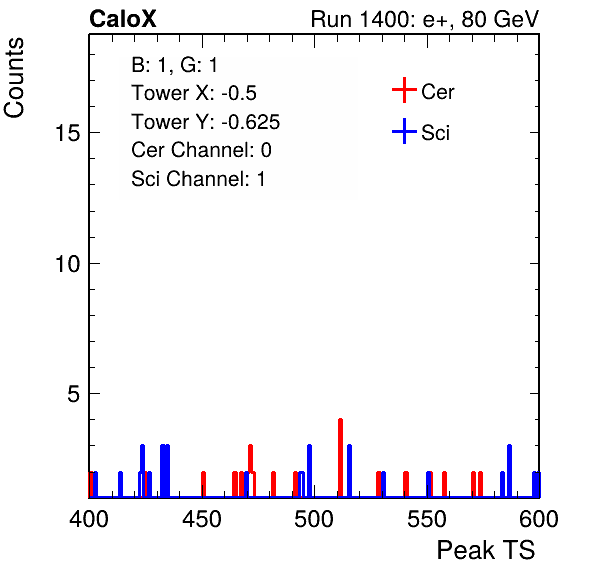 CaloX Run 1400: e+, 80 GeV
Counts
B: 1, G: 1
Tower X: -0.5
Tower Y: -0.625
Cer Channel: 0
Sci Channel: 1
Cer
Sci
15
10
5
400 450 500 550 600
Peak TS